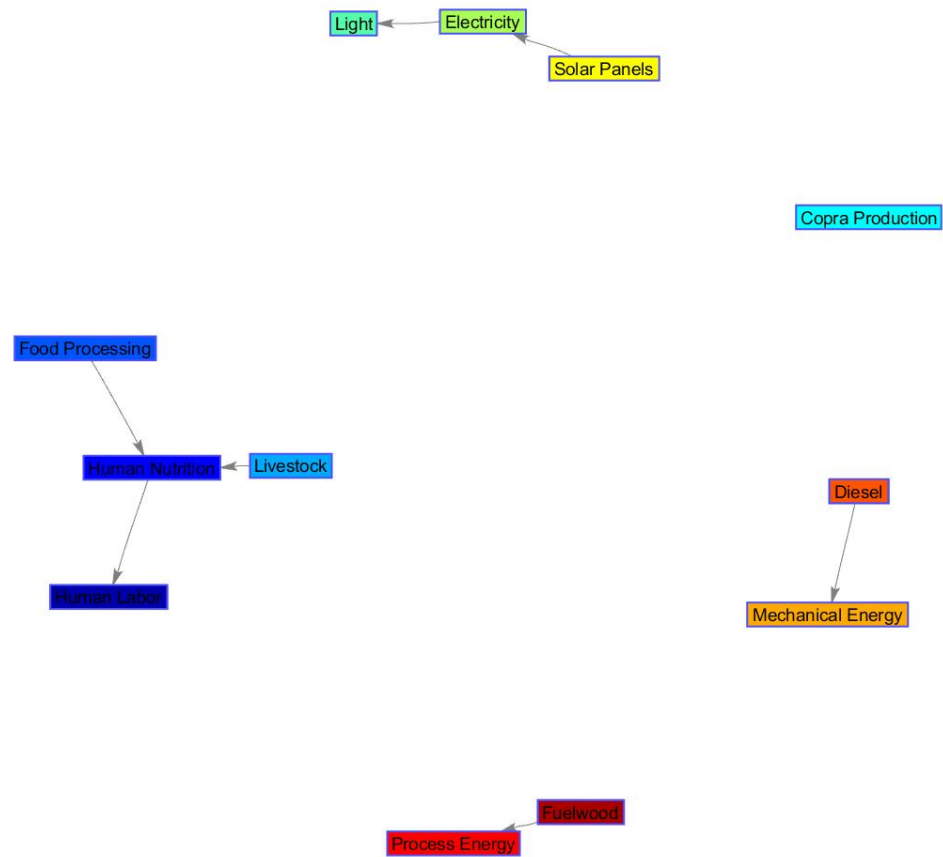 Light
Electricity
Solar Panels
Copra Production
Food Processing
Human Nutrition
Livestock
Diesel
Human Labor
Mechanical Energy
Fuelwood
Process Energy